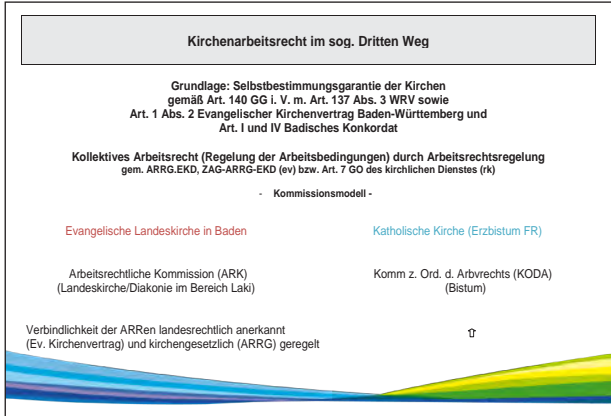 Kirchenarbeitsrecht im sog. Dritten Weg
Grundlage: Selbstbestimmungsgarantie der Kirchen
gemäß Art. 140 GG i. V. m. Art. 137 Abs. 3 WRV sowie
Art. 1 Abs. 2 Evangelischer Kirchenvertrag Baden-Württemberg und
Art. I und IV Badisches Konkordat
Kollektives Arbeitsrecht (Regelung der Arbeitsbedingungen) durch Arbeitsrechtsregelung
gem. ARRG.EKD, ZAG-ARRG-EKD (ev) bzw. Art. 7 GO des kirchlichen Dienstes (rk)
- Kommissionsmodell -
Evangelische Landeskirche in Baden
Arbeitsrechtliche Kommission (ARK)
(Landeskirche/Diakonie im Bereich Laki)
Verbindlichkeit der ARRen landesrechtlich anerkannt
(Ev. Kirchenvertrag) und kirchengesetzlich (ARRG) geregelt
Katholische Kirche (Erzbistum FR)
Komm z. Ord. d. Arbvrechts (KODA)
(Bistum)
⇧